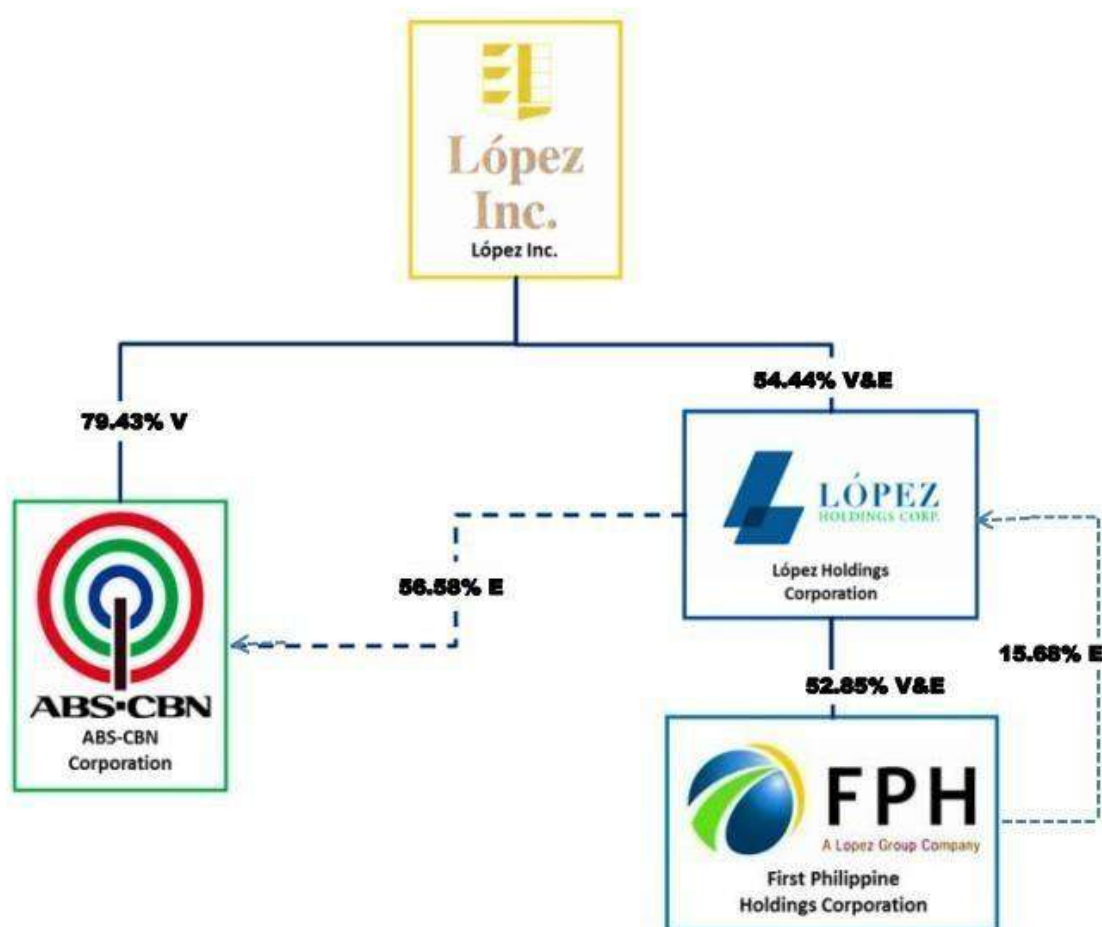 López
Inc.
López Inc.
54.44% V&E
79.43% V
LÓPEZ
HOLDINGS CORP.
López Holdings
Corporation
56.58% E
15.68% E
52.85% V&E
ABS-CBN
ABS-CBN
Corporation
FPH
A Lopez Group Company
First Philippine
Holdings Corporation